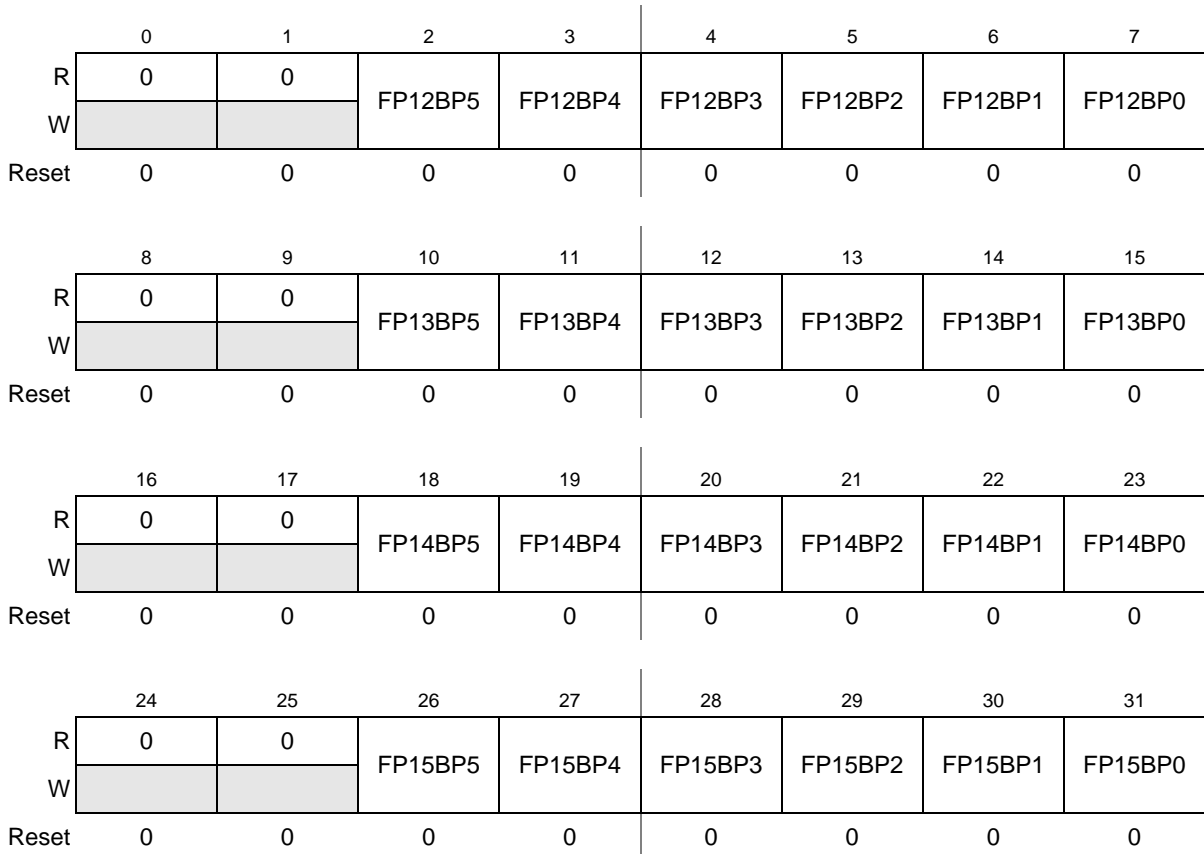 0 1 2 3 4 5 6 7
R 0 0 FP12BP5 FP12BP4 FP12BP3 FP12BP2 FP12BP1 FP12BP0
W
Reset 0 0 0 0 0 0 0 0
8 9 10 11 12 13 14 15
R 0 0 FP13BP5 FP13BP4 FP13BP3 FP13BP2 FP13BP1 FP13BP0
W
Reset 0 0 0 0 0 0 0 0
16 17 18 19 20 21 22 23
R 0 0 FP14BP5 FP14BP4 FP14BP3 FP14BP2 FP14BP1 FP14BP0
W
Reset 0 0 0 0 0 0 0 0
24 25 26 27 28 29 30 31
R 0 0 FP15BP5 FP15BP4 FP15BP3 FP15BP2 FP15BP1 FP15BP0
W
Reset 0 0 0 0 0 0 0 0